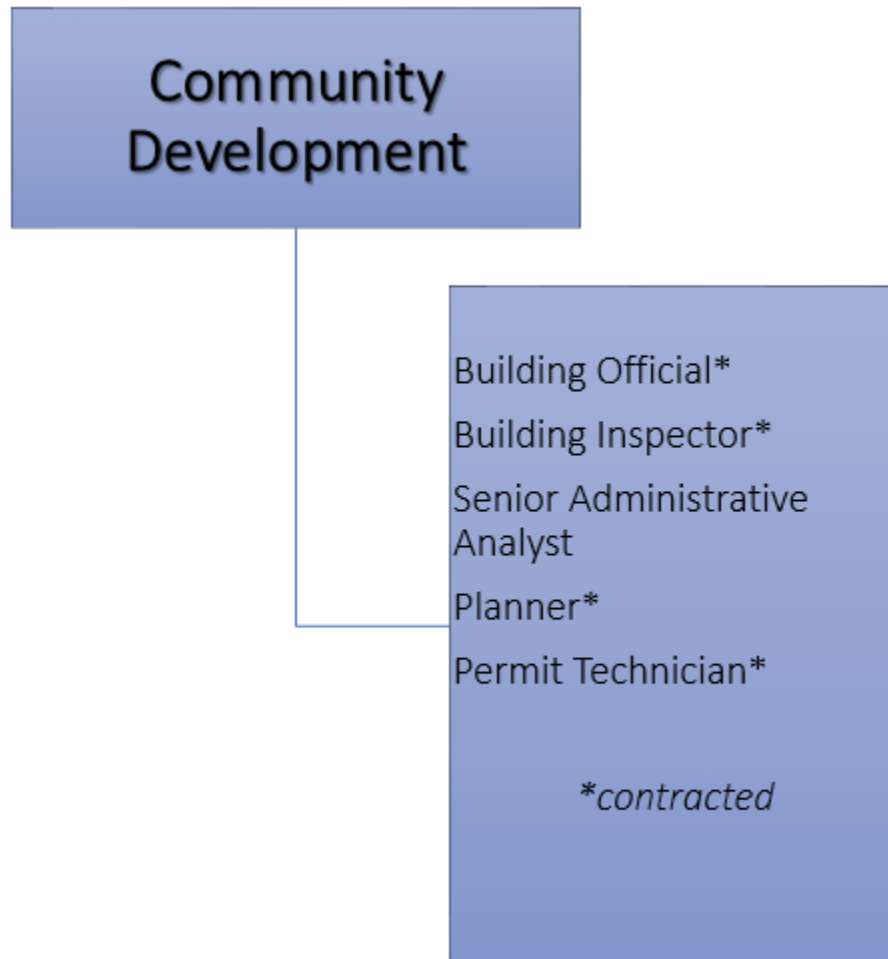 Community
Development
Building Official*
Building Inspector*
Senior Administrative
Analyst
Planner*
Permit Technician*
*contracted